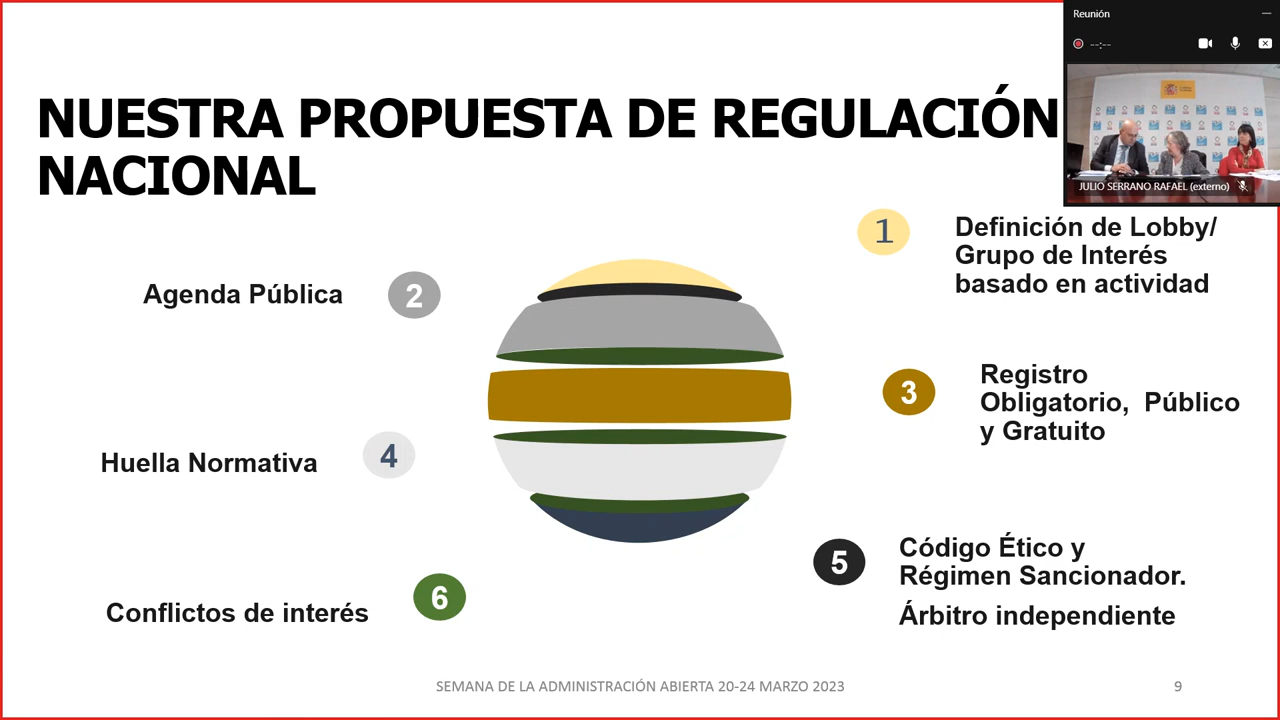 Reunión
--:--
NUESTRA PROPUESTA DE REGULACIÓN
NACIONAL
JULIO SERRANO RAFAEL (externo)
1
Definición de Lobby/
Grupo de Interés
basado en actividad
Agenda Pública
2
3
Registro
Obligatorio, Público
y Gratuito
Huella Normativa
4
5
Código Ético y
Régimen Sancionador.
Árbitro independiente
Conflictos de interés
6
SEMANA DE LA ADMINISTRACIÓN ABIERTA 20-24 MARZO 2023
9